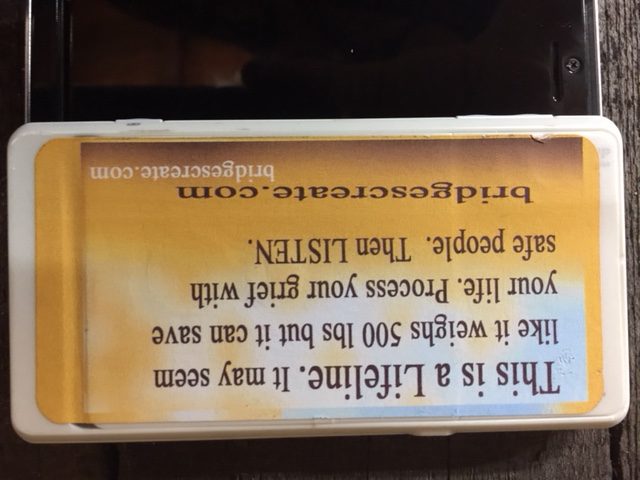 This is a Lifeline. It may seem
like it weighs 500 lbs but it can save
your life. Process your grief with
safe people. Then LISTEN.
bridgescreate.com
bridgescreate.com